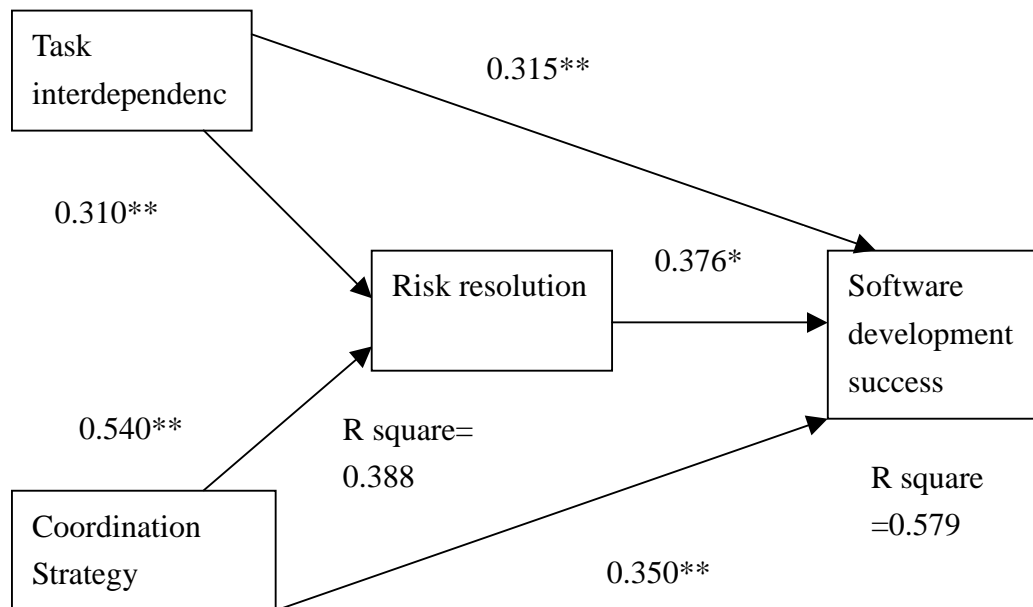 Task
interdependenc
0.315**
0.310**
Risk resolution
0.376*
Software
development
success
0.540**
R square=
0.388
R square
=0.579
Coordination
Strategy
0.350**